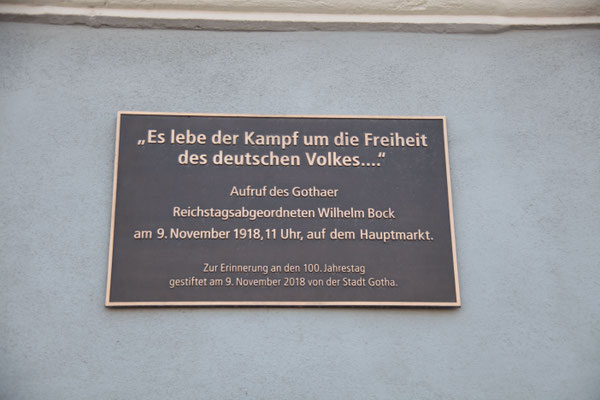 „Es lebe der Kampf um die Freiheit
des deutschen Volkes....“
Aufruf des Gothaer
Reichstagsabgeordneten Wilhelm Bock
am 9. November 1918, 11 Uhr, auf dem Hauptmarkt.
Zur Erinnerung an den 100. Jahrestag
gestiftet am 9. November 2018 von der Stadt Gotha.